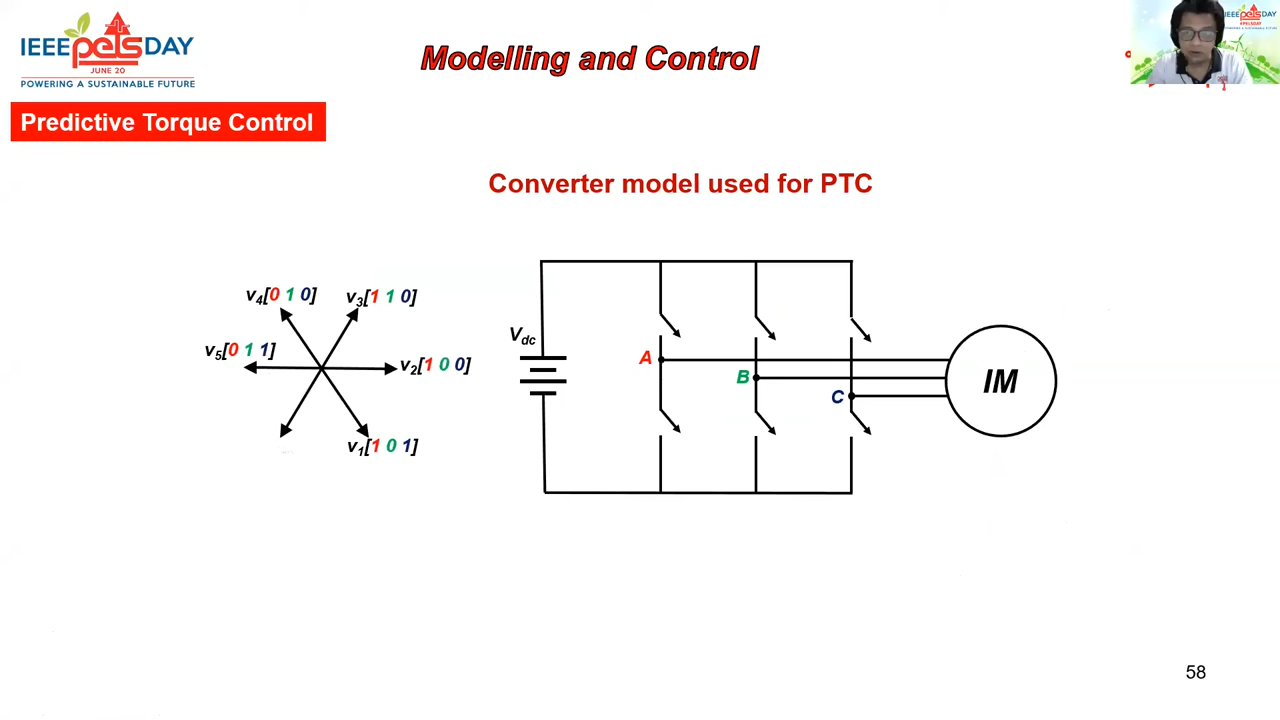 IEEE pels DAY
JUNE 20
POWERING A SUSTAINABLE FUTURE
Modelling and Control
Predictive Torque Control
Converter model used for PTC
v4[0 1 0]
v3[1 1 0]
v5[0 1 1]
v2[1 0 0]
v1[1 0 1]
Vdc
A
B
C
IM
58